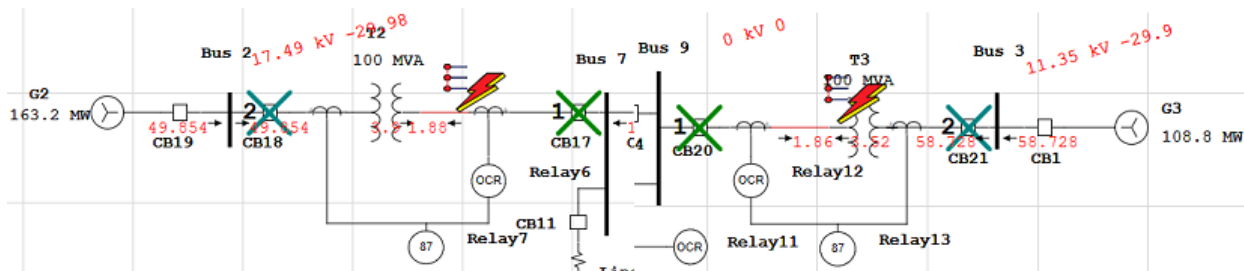 Bus 2
17.49 kV -29.98
T2
100 MVA
G2
163.2 MW
49.854
CB19
2
49.854
CB18
1.88
OCR
87
Relay7
Bus 7
1
CB17
Relay6
CB11
Bus 9
0 kV 0
1
C4
1
CB20
OCR
OCR
Relay11
87
Relay12
Relay13
T3
100 MVA
1.86
2
58.728
CB21
Bus 3
11.35 kV -29.9
58.728
CB1
G3
108.8 MW